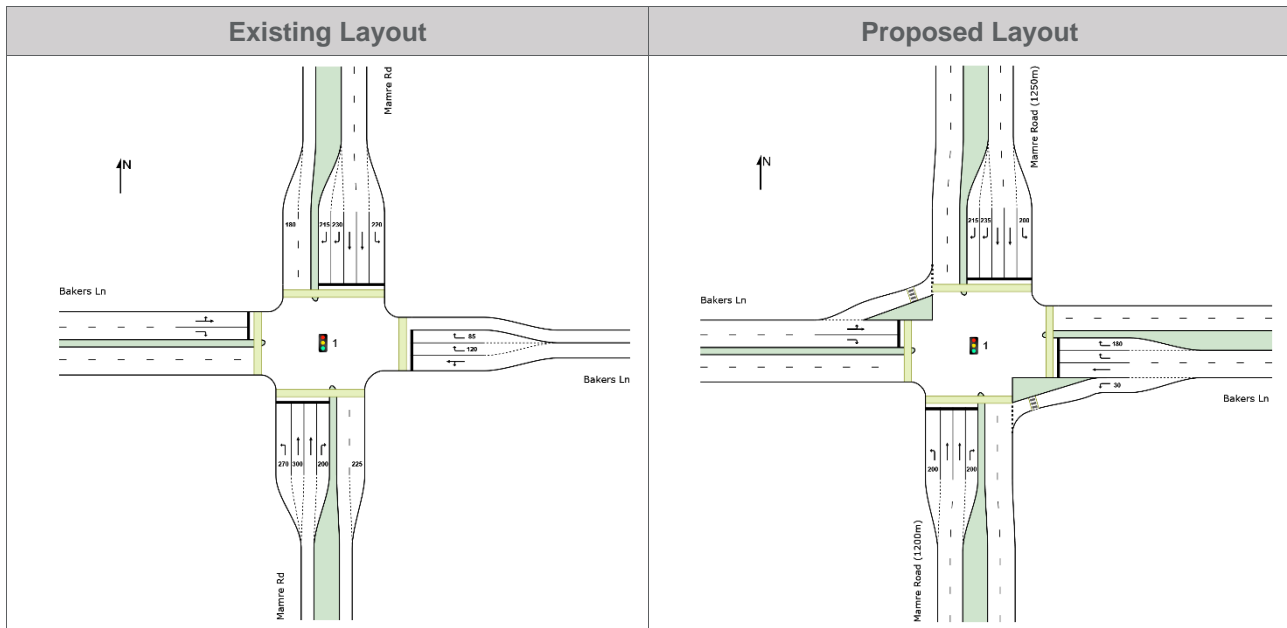 Existing Layout
Proposed Layout
Mamre Rd
N
180
215
230
220
Bakers Ln
1
85
120
Bakers Ln
270
300
200
225
Mamre Rd
Mamre Road (1250m)
N
215
235
200
Bakers Ln
1
180
30
Bakers Ln
200
200
Mamre Road (1200m)